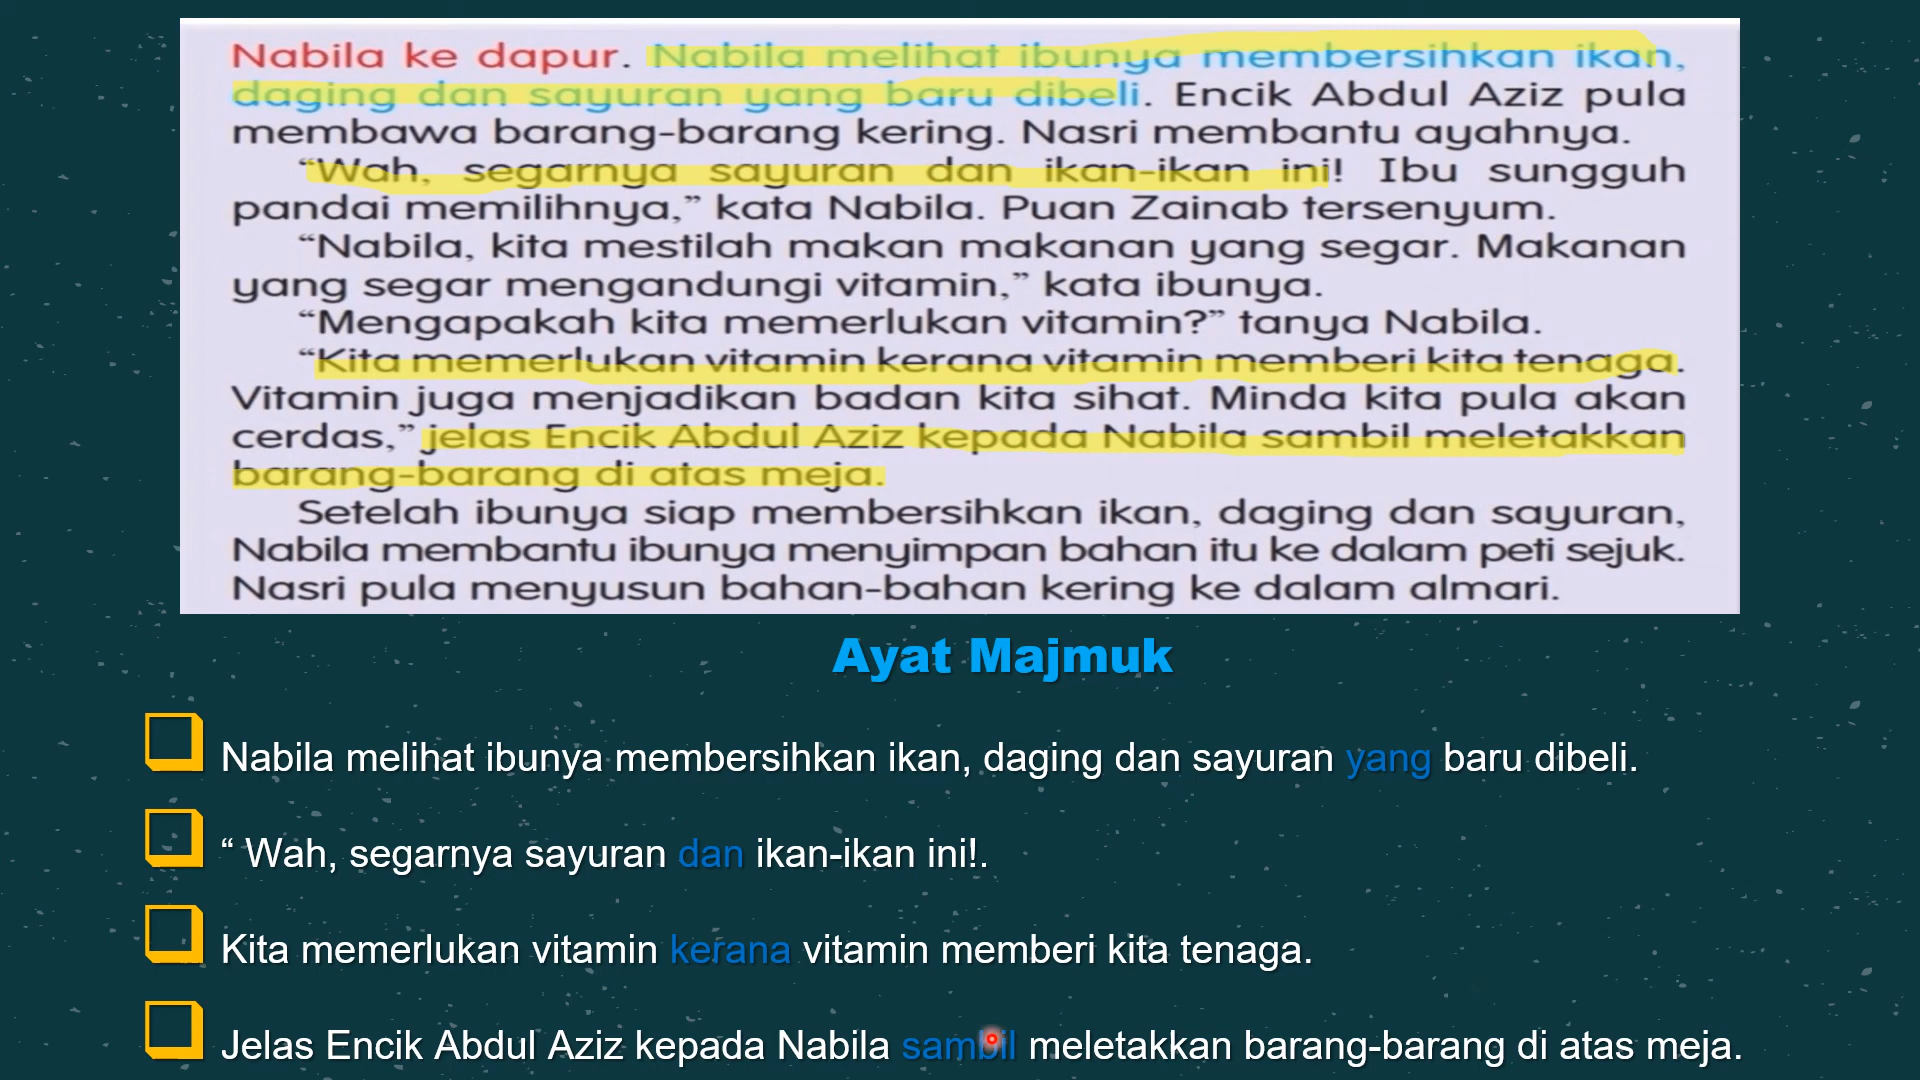 Nabila ke dapur. Nabila melihat ibunya membersihkan ikan,
daging dan sayuran yang baru dibeli. Encik Abdul Aziz pula
membawa barang-barang kering. Nasri membantu ayahnya.
“Wah, segarnya sayuran dan ikan-ikan ini! Ibu sungguh
pandai memilihnya,” kata Nabila. Puan Zainab tersenyum.
“Nabila, kita mestilah makan makanan yang segar. Makanan
yang segar mengandungi vitamin,” kata ibunya.
“Mengapakah kita memerlukan vitamin?” tanya Nabila.
“Kita memerlukan vitamin kerana vitamin memberi kita tenaga.
Vitamin juga menjadikan badan kita sihat. Minda kita pula akan
cerdas,” jelas Encik Abdul Aziz kepada Nabila sambil meletakkan
barang-barang di atas meja.
Setelah ibunya siap membersihkan ikan, daging dan sayuran,
Nabila membantu ibunya menyimpan bahan itu ke dalam peti sejuk.
Nasri pula menyusun bahan-bahan kering ke dalam almari.
Ayat Majmuk
Nabila melihat ibunya membersihkan ikan, daging dan sayuran yang baru dibeli.
“ Wah, segarnya sayuran dan ikan-ikan ini!.
Kita memerlukan vitamin kerana vitamin memberi kita tenaga.
Jelas Encik Abdul Aziz kepada Nabila sambil meletakkan barang-barang di atas meja.